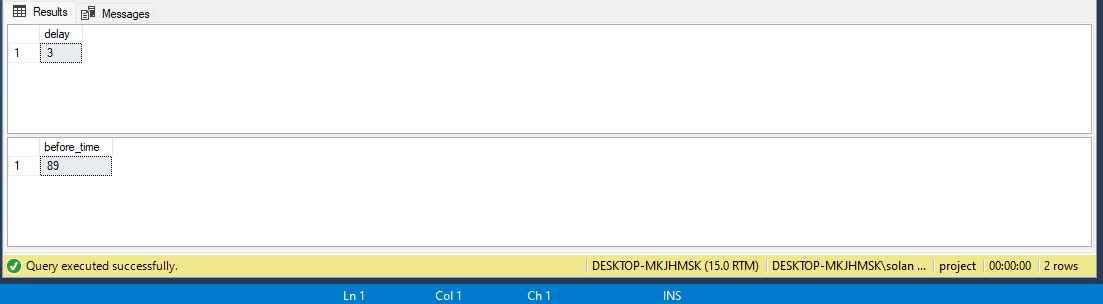 Results Messages
delay
1 3
before_time
1 89
Query executed successfully. DESKTOP-MKJHMSK (15.0 RTM) DESKTOP-MKJHMSK\solan ... project 00:00:00 2 rows
Ln 1 Col 1 Ch 1 INS